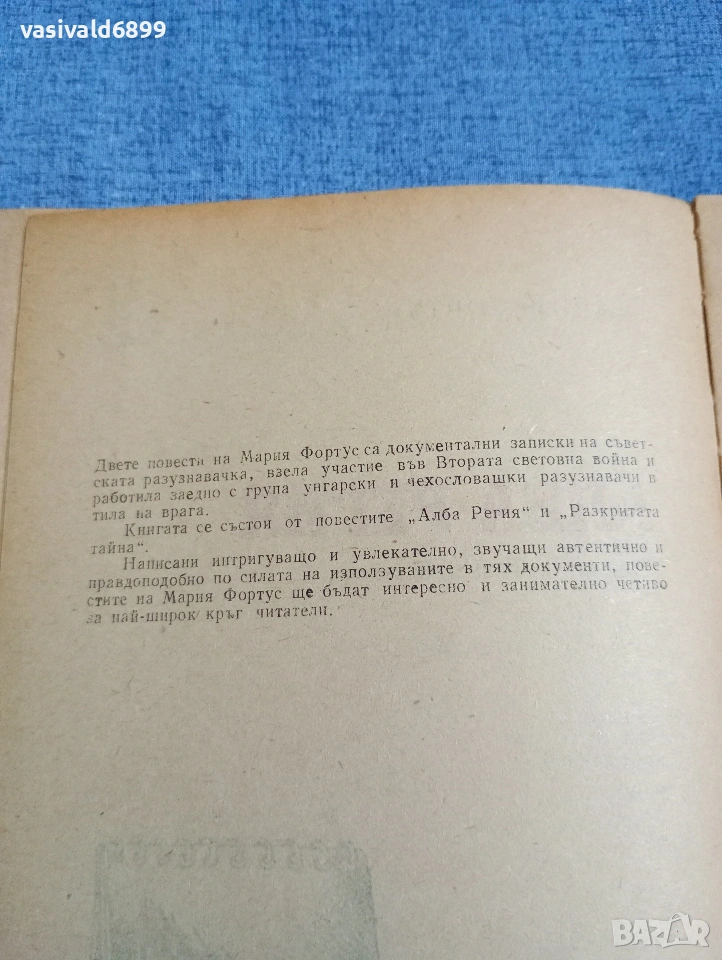 vasivald6899
Двете повести на Мария Фортус са документални записки на съвет-
ската разузнавачка, взела участие във Втората световна война и
работила заедно с група унгарски и чехословашки разузнавачи в
тила на врага.
Книгата се състои от повестите „Алба Регия“ и „Разкритата
тайна“.
Написани интригуващо и увлекателно, звучащи автентично и
правдоподобно по силата на използуваните в тях документи, пове-
стите на Мария Фортус ще бъдат интересно и занимателно четиво
за най-широк кръг читатели.
BAZAR